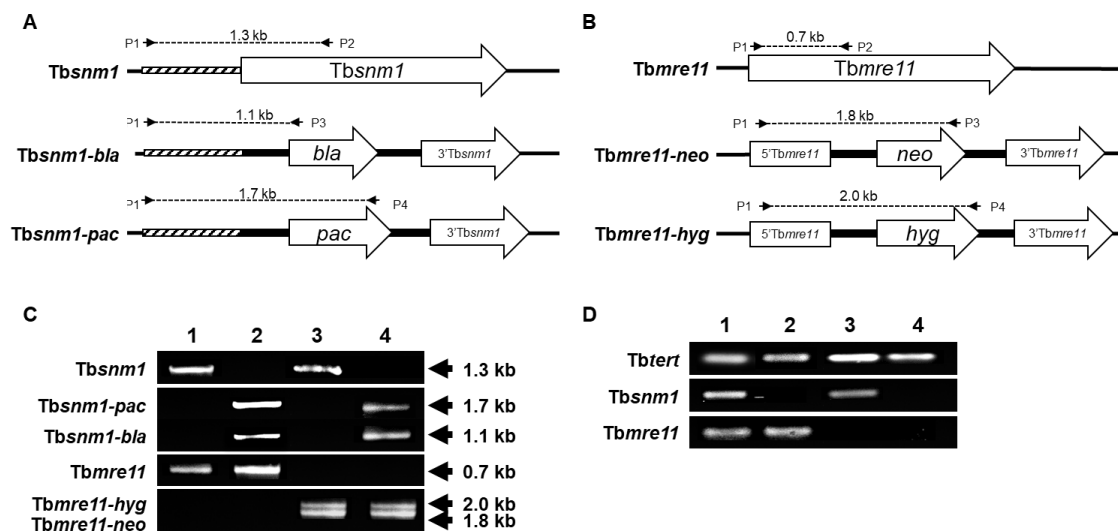 A
P1 1.3 kb P2
Tbsnm1 Tbsnm1
P1 1.1 kb P3
Tbsnm1-bla bla 3'Tbsnm1
P1 1.7 kb P4
Tbsnm1-pac pac 3'Tbsnm1
B
P1 0.7 kb P2
Tbmre11 Tbmre11
P1 1.8 kb P3
Tbmre11-neo 5'Tbmre11 neo 3'Tbmre11
P1 2.0 kb P4
Tbmre11-hyg 5'Tbmre11 hyg 3'Tbmre11
C
1 2 3 4
Tbsnm1 1.3 kb
Tbsnm1-pac 1.7 kb
Tbsnm1-bla 1.1 kb
Tbmre11 0.7 kb
Tbmre11-hyg 2.0 kb
Tbmre11-neo 1.8 kb
D
1 2 3 4
Tbtert
Tbsnm1
Tbmre11